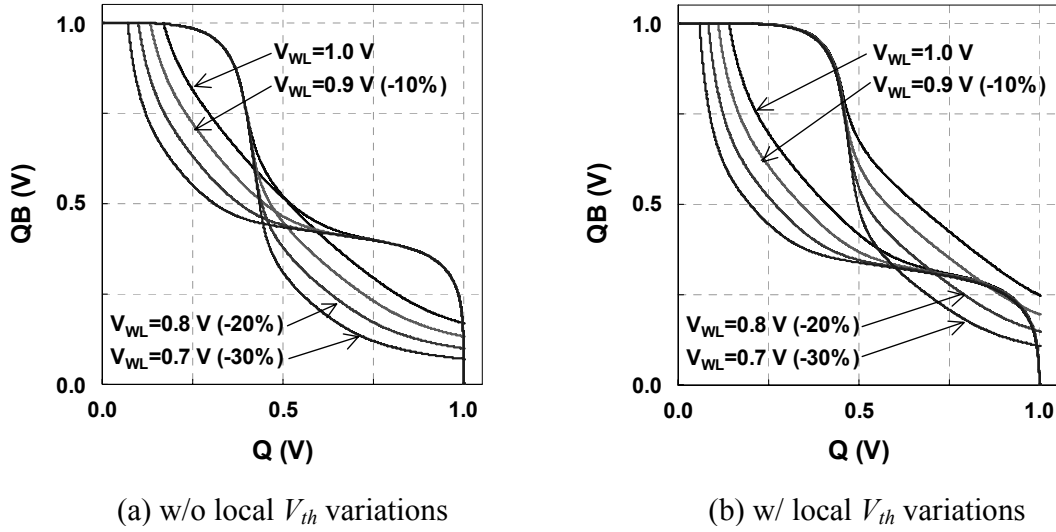 1.0
V_WL=1.0 V
V_WL=0.9 V (-10%)
QB (V)
0.5
V_WL=0.8 V (-20%)
V_WL=0.7 V (-30%)
0.0
0.0 0.5 1.0
Q (V)
(a) w/o local V_th variations
1.0
V_WL=1.0 V
V_WL=0.9 V (-10%)
QB (V)
0.5
V_WL=0.8 V (-20%)
V_WL=0.7 V (-30%)
0.0
0.0 0.5 1.0
Q (V)
(b) w/ local V_th variations